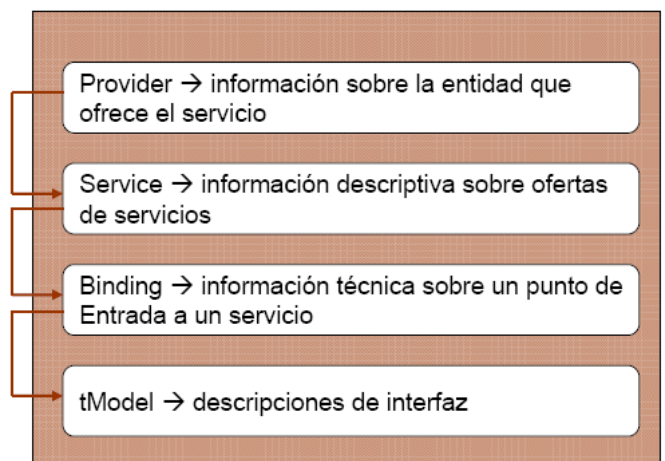 Provider → información sobre la entidad que
ofrece el servicio
Service → información descriptiva sobre ofertas
de servicios
Binding → información técnica sobre un punto de
Entrada a un servicio
tModel → descripciones de interfaz